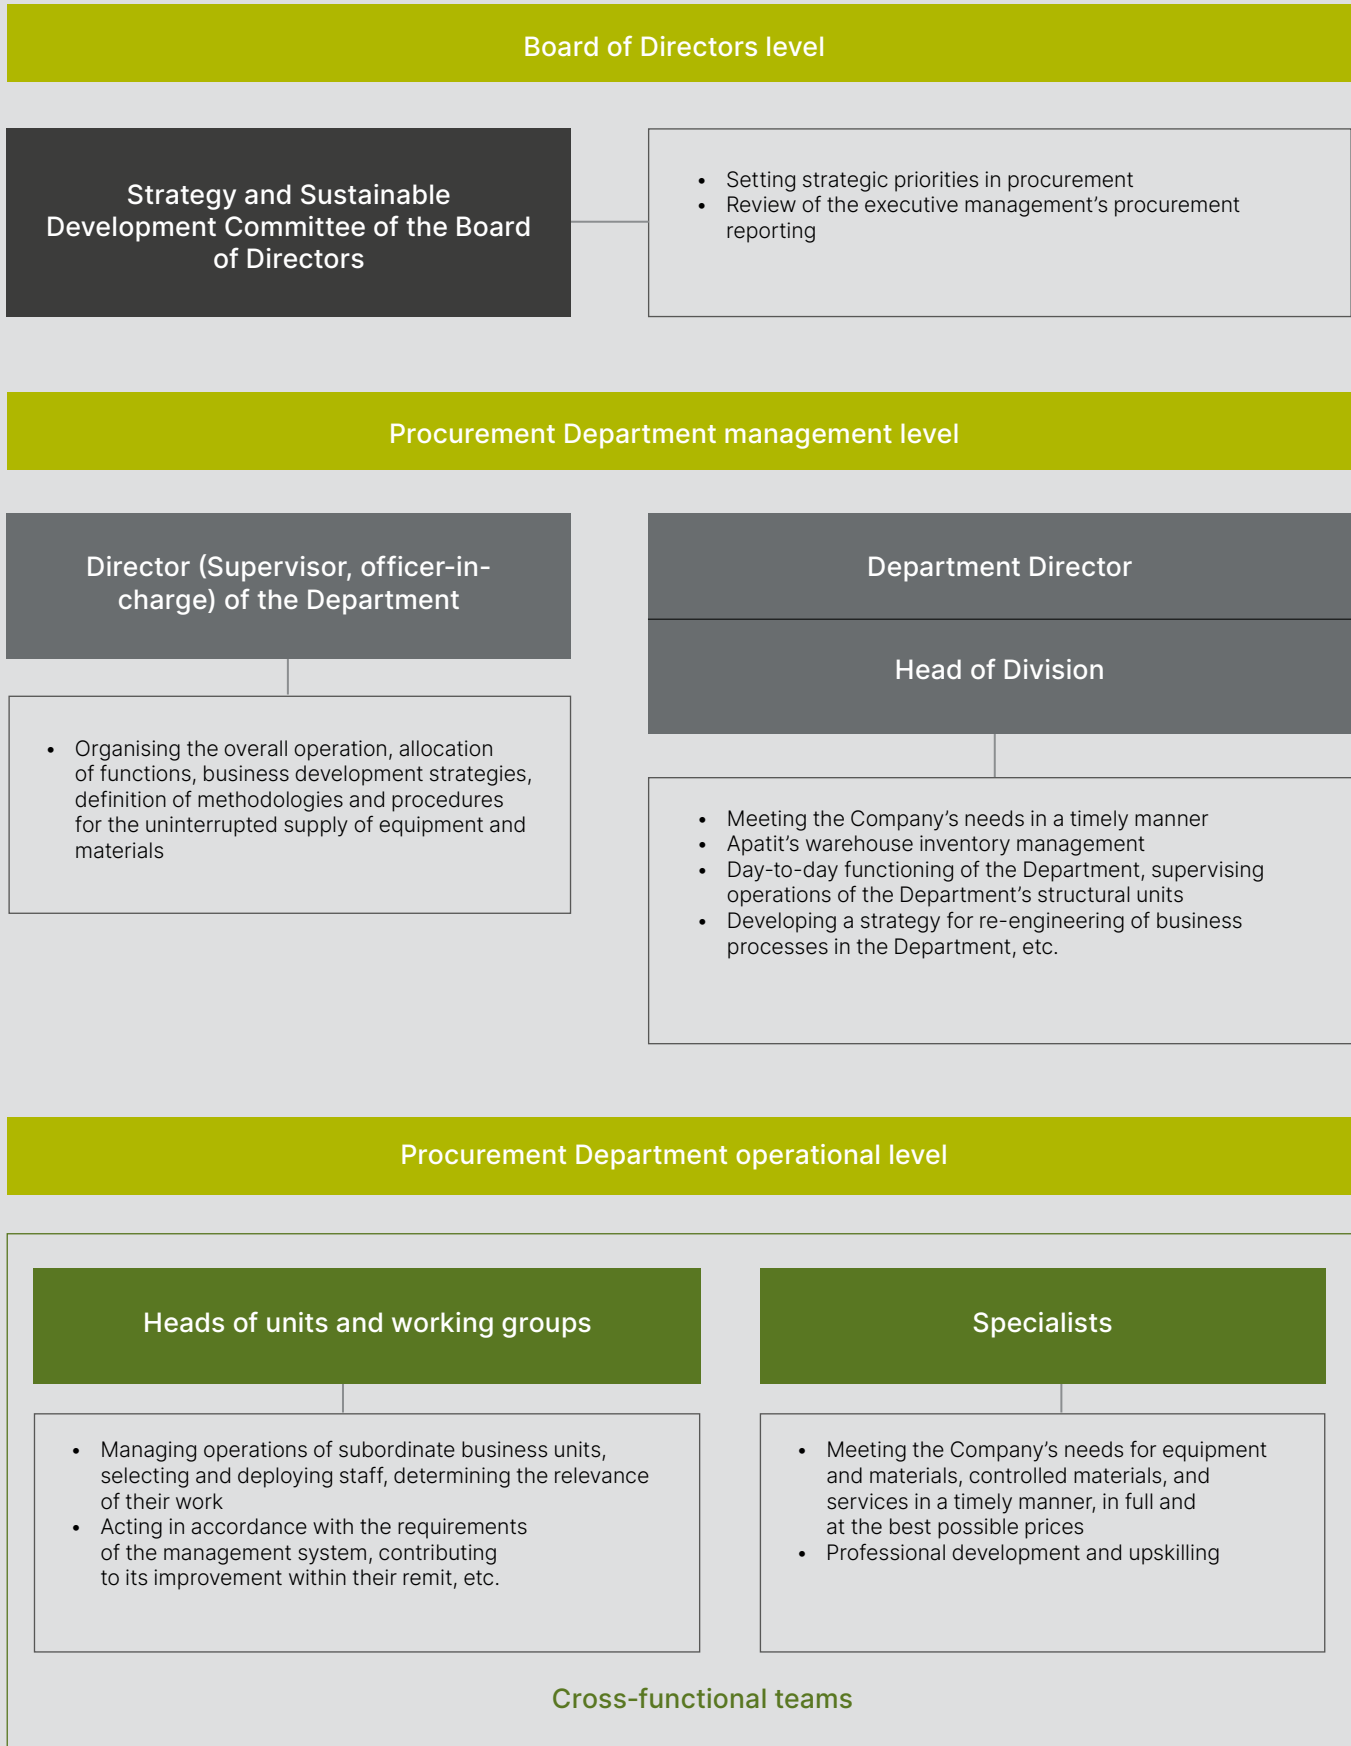 Board of Directors level
Strategy and Sustainable
Development Committee of the Board
of Directors
• Setting strategic priorities in procurement
• Review of the executive management’s procurement
reporting
Procurement Department management level
Director (Supervisor, officer-in-
charge) of the Department
• Organising the overall operation, allocation
of functions, business development strategies,
definition of methodologies and procedures
for the uninterrupted supply of equipment and
materials
Department Director
Head of Division
• Meeting the Company’s needs in a timely manner
• Apatit’s warehouse inventory management
• Day-to-day functioning of the Department, supervising
operations of the Department’s structural units
• Developing a strategy for re-engineering of business
processes in the Department, etc.
Procurement Department operational level
Heads of units and working groups
• Managing operations of subordinate business units,
selecting and deploying staff, determining the relevance
of their work
• Acting in accordance with the requirements
of the management system, contributing
to its improvement within their remit, etc.
Specialists
• Meeting the Company’s needs for equipment
and materials, controlled materials, and
services in a timely manner, in full and
at the best possible prices
• Professional development and upskilling
Cross-functional teams